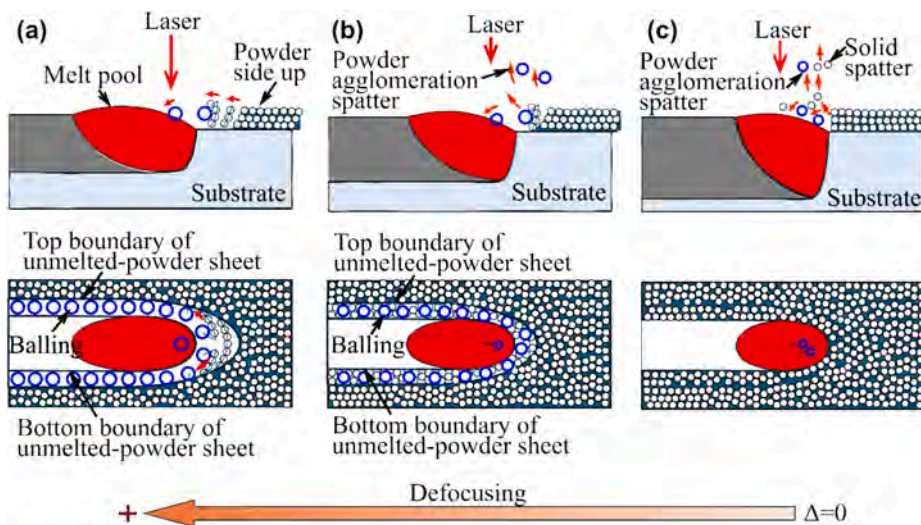 (a)
Laser
Powder
side up
Melt pool
Substrate
Top boundary of
unmelted-powder sheet
Balling
Bottom boundary of
unmelted-powder sheet
(b)
Laser
Powder
agglomeration
spatter
Substrate
Top boundary of
unmelted-powder sheet
Balling
Bottom boundary of
unmelted-powder sheet
(c)
Laser
Solid
spatter
Powder
agglomeration
spatter
Substrate
+
Defocusing
Δ=0